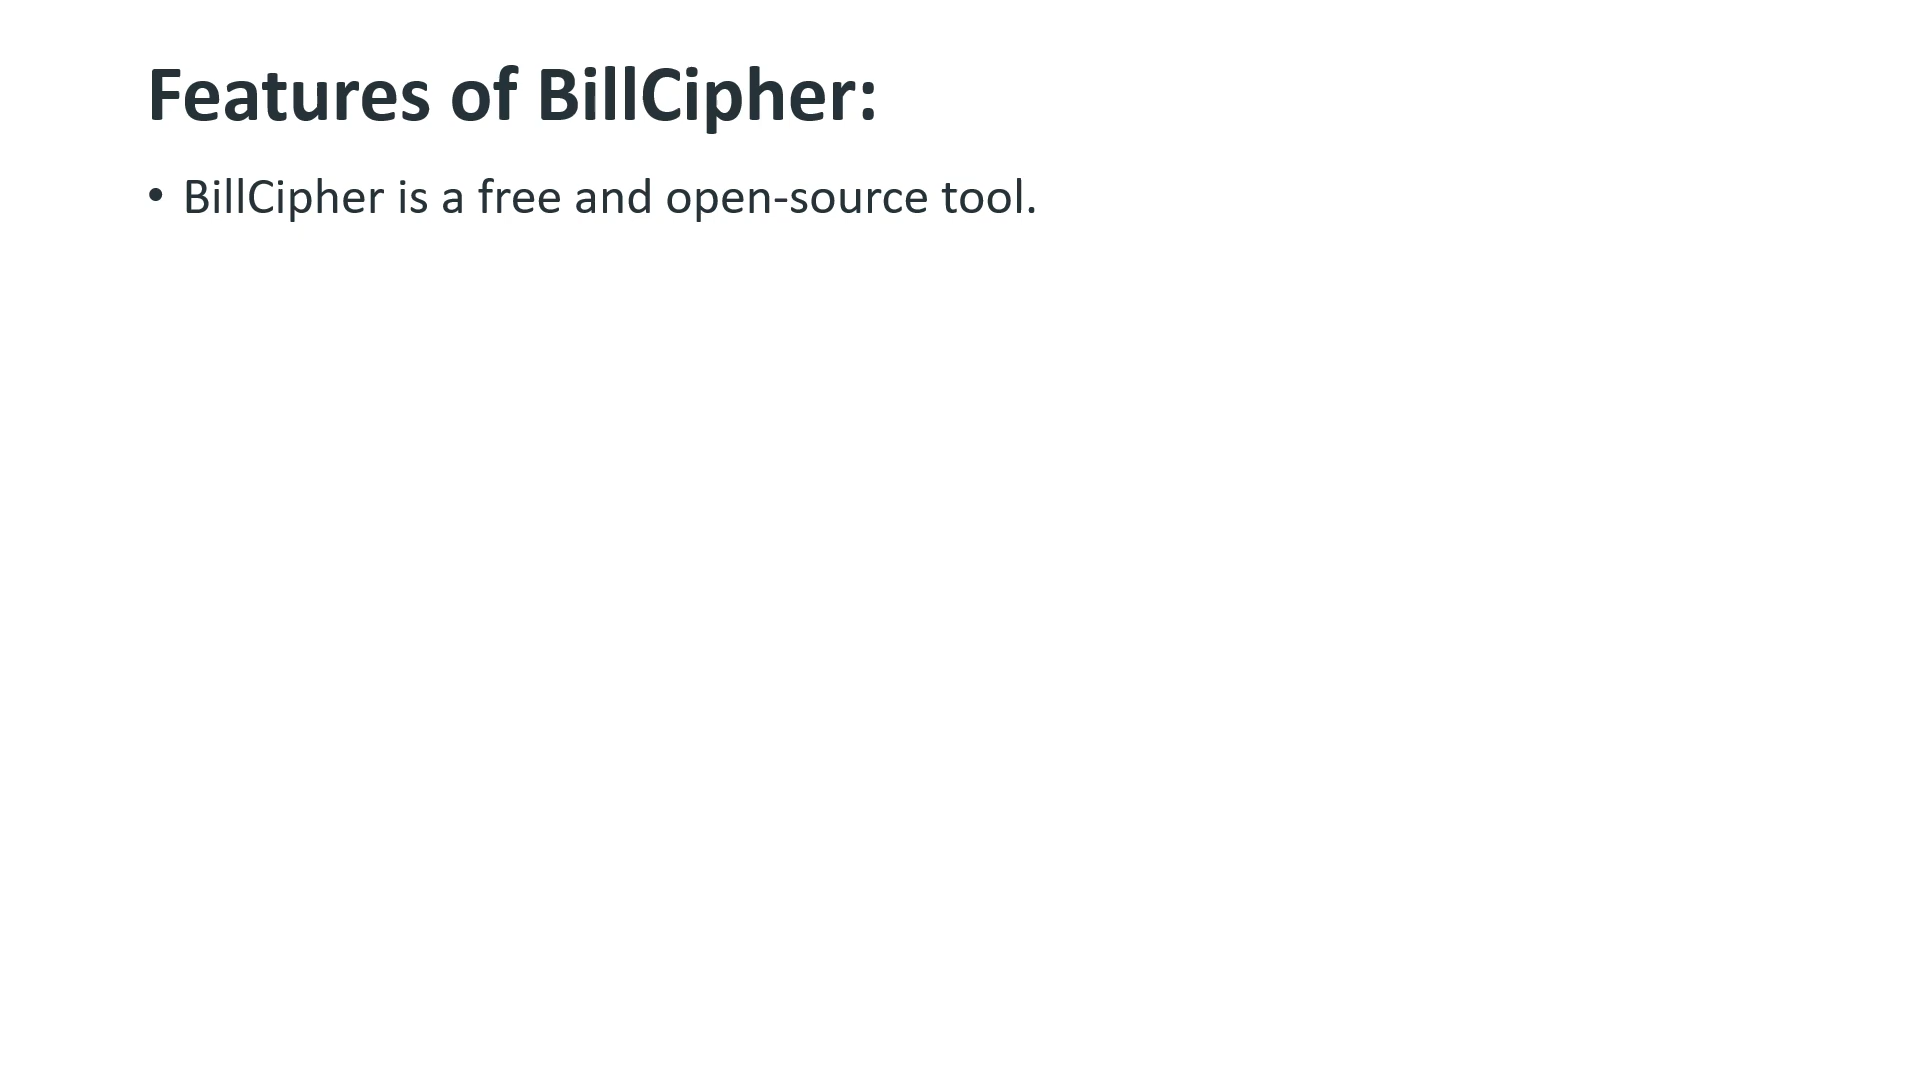 Features of BillCipher:
• BillCipher is a free and open-source tool.